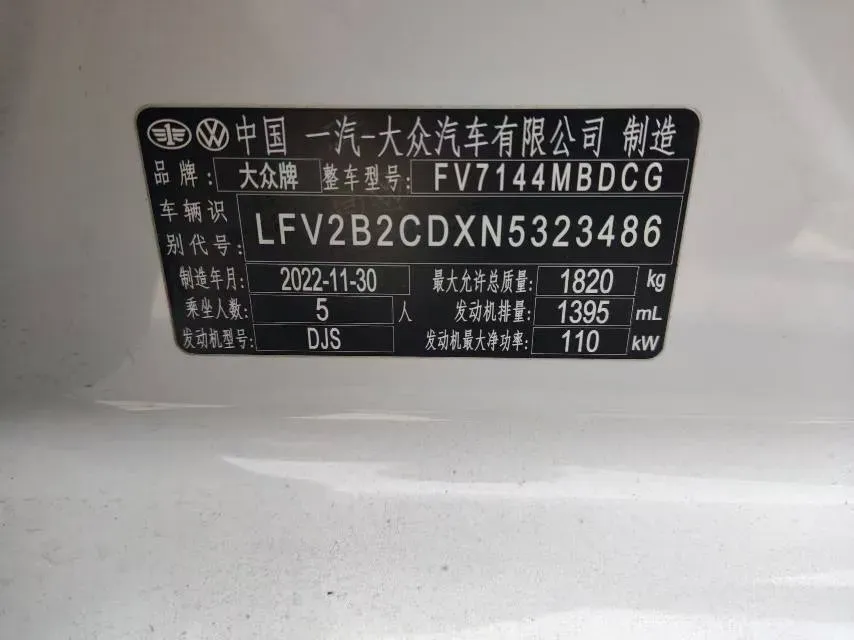 中国 一汽-大众汽车有限公司 制造
品牌: 大众牌 整车型号: FV7144MBDCG
车辆识别代号: LFV2B2CDXN5323486
制造年月: 2022-11-30 最大允许总质量: 1820 kg
乘坐人数: 5 人 发动机排量: 1395 mL
发动机型号: DJS 发动机最大净功率: 110 kW